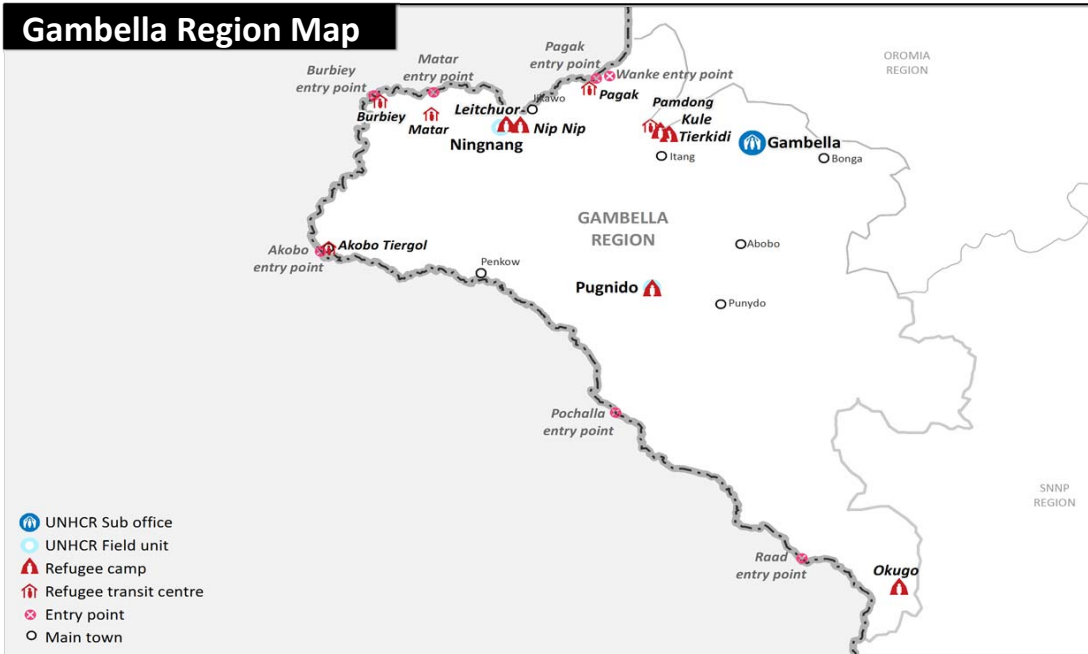 Gambella Region Map
OROMIA
REGION
Pagak
entry point
Matar
entry point
Burbiey
entry point
Wanke entry point
Pagak
Burbiey
Matar
Leitchuor
Jikawo
Nip Nip
Ningnang
Pamdong
Kule
Tierkidi
Itang
Gambella
Bonga
GAMBELLA
REGION
Akobo Tiergol
Akobo
entry point
Penkow
Abobo
Pugnido
Punydo
Pochalla
entry point
SNNP
REGION
Raad
entry point
Okugo
UNHCR Sub office
UNHCR Field unit
Refugee camp
Refugee transit centre
Entry point
Main town